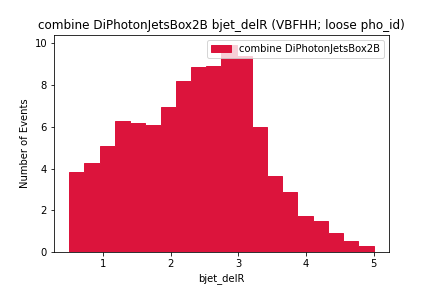 combine DiPhotonJetsBox2B bjet_delR (VBFHH; loose pho_id)
combine DiPhotonJetsBox2B
Number of Events
10
8
6
4
2
0
1 2 3 4 5
bjet_delR